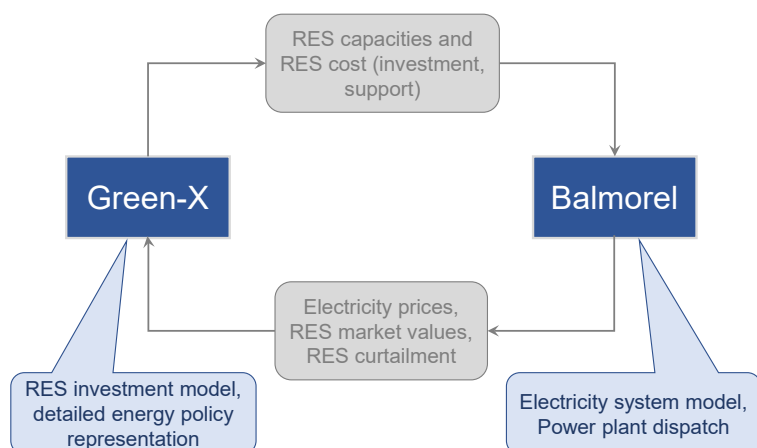 RES capacities and
RES cost (investment,
support)
Green-X
Balmorel
Electricity prices,
RES market values,
RES curtailment
RES investment model,
detailed energy policy
representation
Electricity system model,
Power plant dispatch